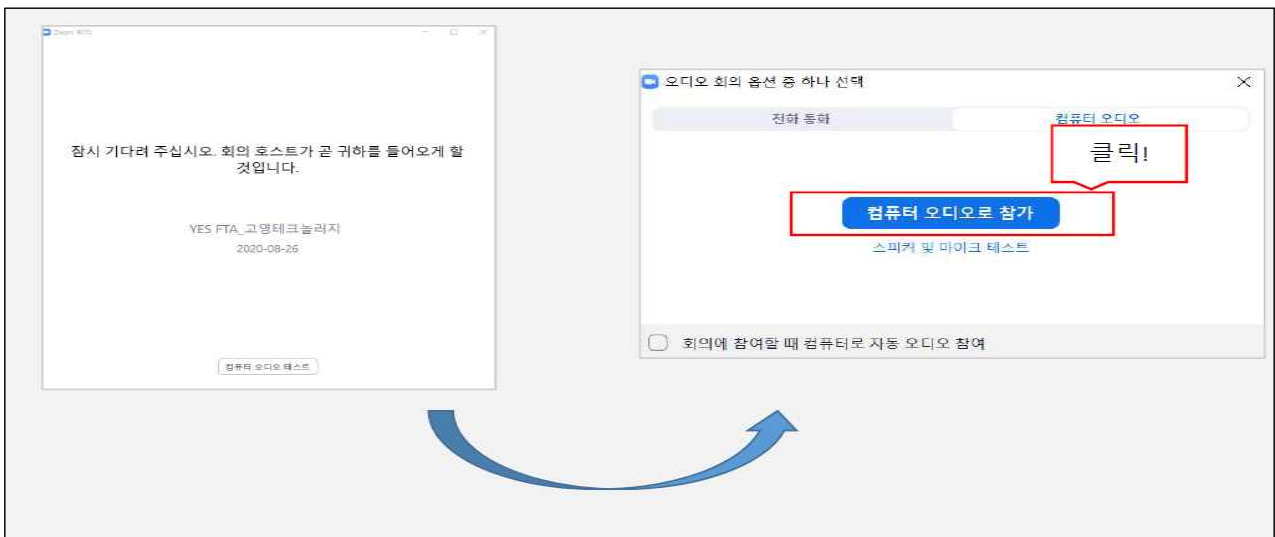 Zoom 회의
잠시 기다려 주십시오. 회의 호스트가 곧 귀하를 들어오게 할
것입니다.
YES FTA_고영테크놀러지
2020-08-26
컴퓨터 오디오 테스트
오디오 회의 옵션 중 하나 선택
전화 통화
컴퓨터 오디오
클릭!
컴퓨터 오디오로 참가
스피커 및 마이크 테스트
회의에 참여할 때 컴퓨터로 자동 오디오 참여